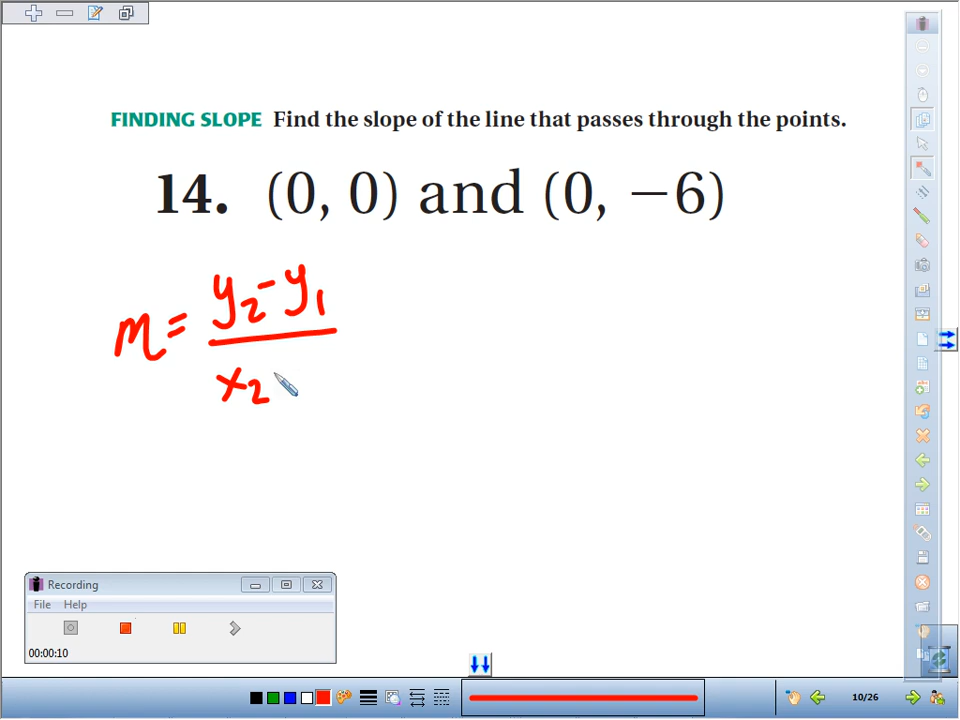 FINDING SLOPE Find the slope of the line that passes through the points.
14. (0, 0) and (0, −6)
m = y2 - y1
x2
Recording
File Help
00:00:10
10/26